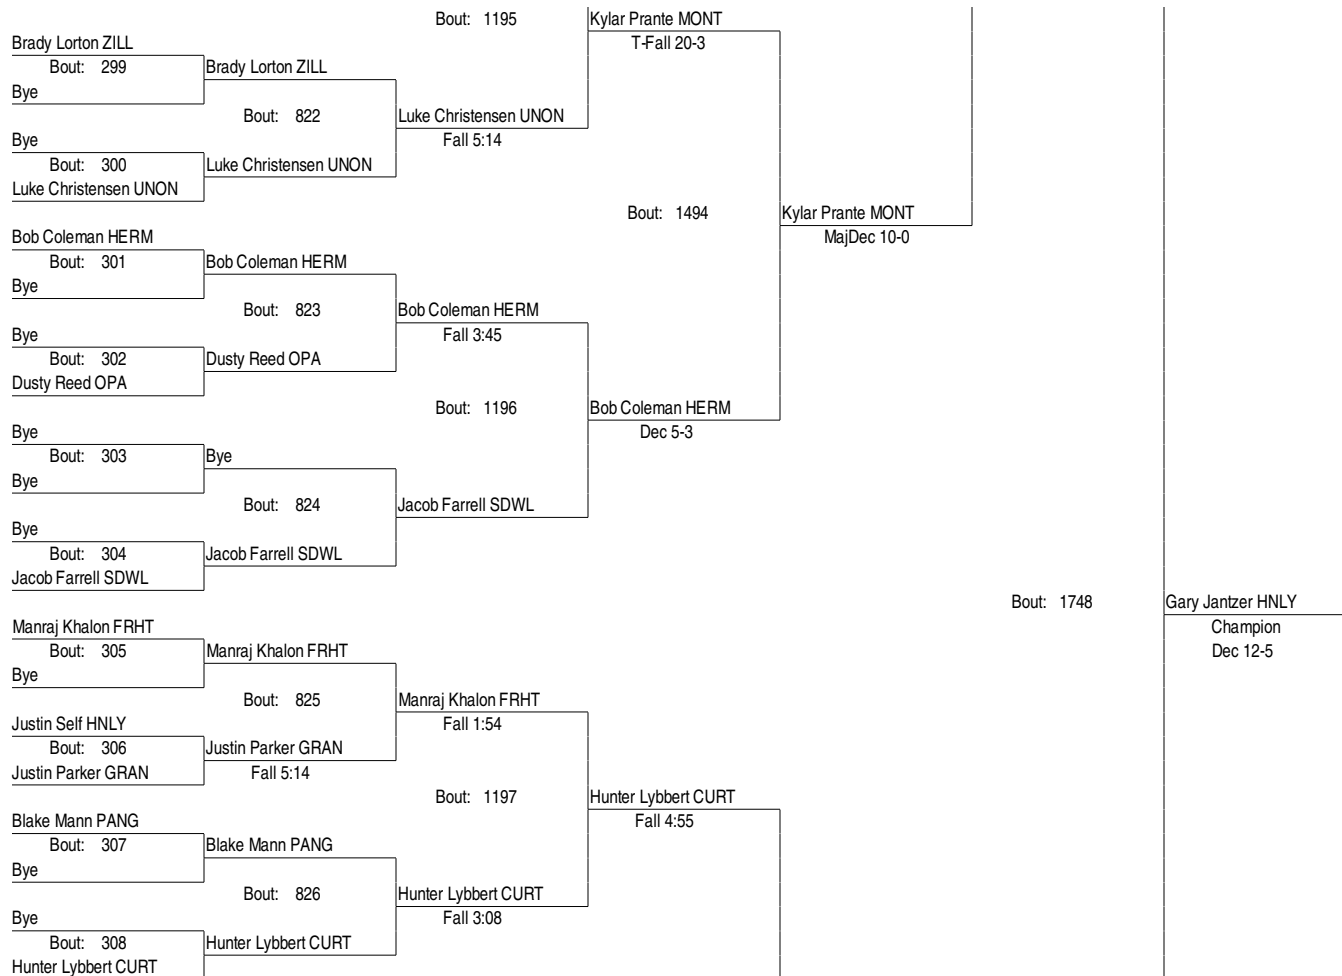 Bout: 1195 Kylar Prante MONT
T-Fall 20-3
Brady Lorton ZILL
Bout: 299 Brady Lorton ZILL
Bye
Bout: 822 Luke Christensen UNON
Fall 5:14
Bye
Bout: 300 Luke Christensen UNON
Luke Christensen UNON
Bout: 1494 Kylar Prante MONT
MajDec 10-0
Bob Coleman HERM
Bout: 301 Bob Coleman HERM
Bye
Bout: 823 Bob Coleman HERM
Fall 3:45
Bye
Bout: 302 Dusty Reed OPA
Dusty Reed OPA
Bout: 1196 Bob Coleman HERM
Dec 5-3
Bye
Bout: 303 Bye
Bye
Bout: 824 Jacob Farrell SDWL
Bye
Bout: 304 Jacob Farrell SDWL
Jacob Farrell SDWL
Bout: 1748 Gary Jantzer HNLY
Champion
Dec 12-5
Manraj Khalon FRHT
Bout: 305 Manraj Khalon FRHT
Bye
Bout: 825 Manraj Khalon FRHT
Fall 1:54
Justin Self HNLY
Bout: 306 Justin Parker GRAN
Justin Parker GRAN Fall 5:14
Bout: 1197 Hunter Lybbert CURT
Fall 4:55
Blake Mann PANG
Bout: 307 Blake Mann PANG
Bye
Bout: 826 Hunter Lybbert CURT
Fall 3:08
Bye
Bout: 308 Hunter Lybbert CURT
Hunter Lybbert CURT